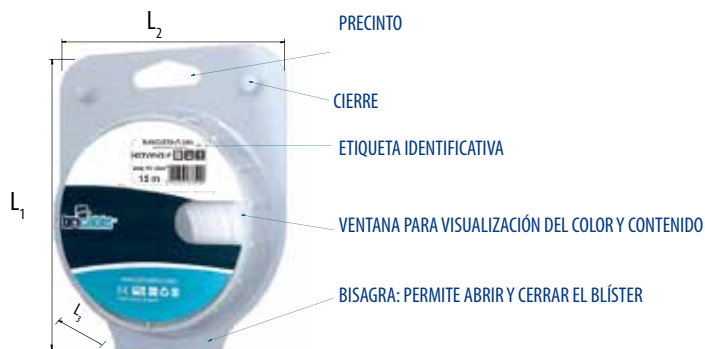 L2
PRECINTO
CIERRE
ETIQUETA IDENTIFICATIVA
15 m
L1
VENTANA PARA VISUALIZACIÓN DEL COLOR Y CONTENIDO
L3
BISAGRA: PERMITE ABRIR Y CERRAR EL BLÍSTER